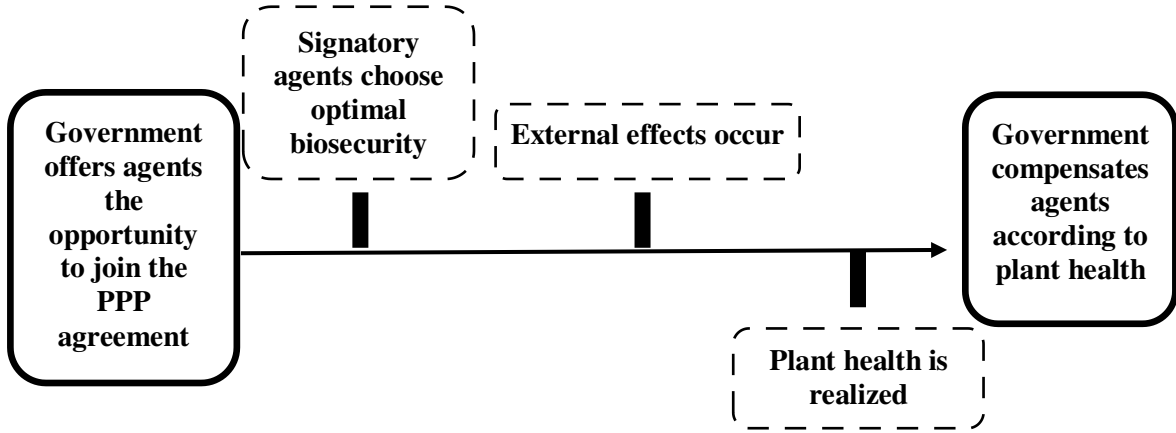 Government
offers agents
the
opportunity
to join the
PPP
agreement
Signatory
agents choose
optimal
biosecurity
External effects occur
Plant health is
realized
Government
compensates
agents
according to
plant health